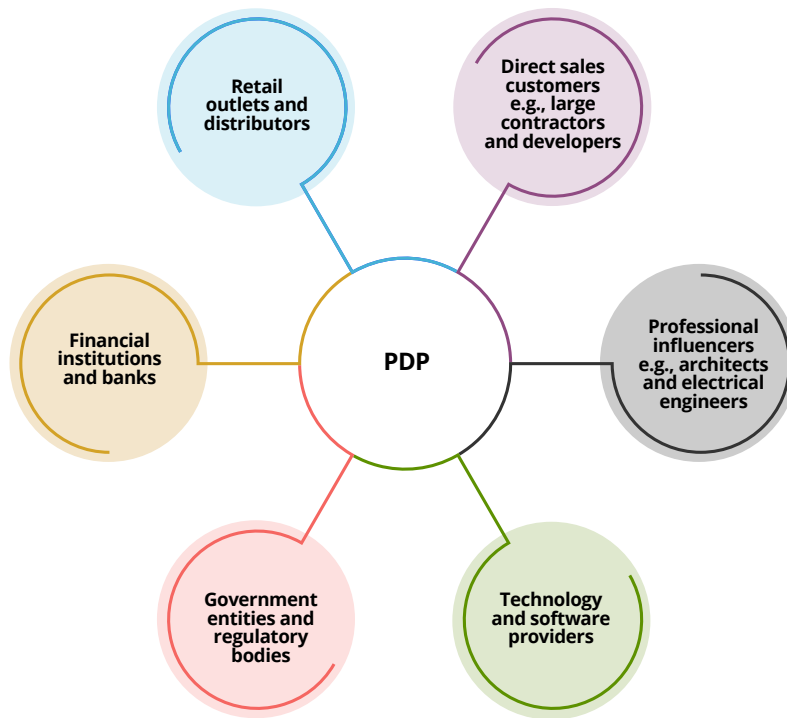 Retail
outlets and
distributors
Direct sales
customers
e.g., large
contractors
and developers
Financial
institutions
and banks
PDP
Professional
influencers
e.g., architects
and electrical
engineers
Government
entities and
regulatory
bodies
Technology
and software
providers